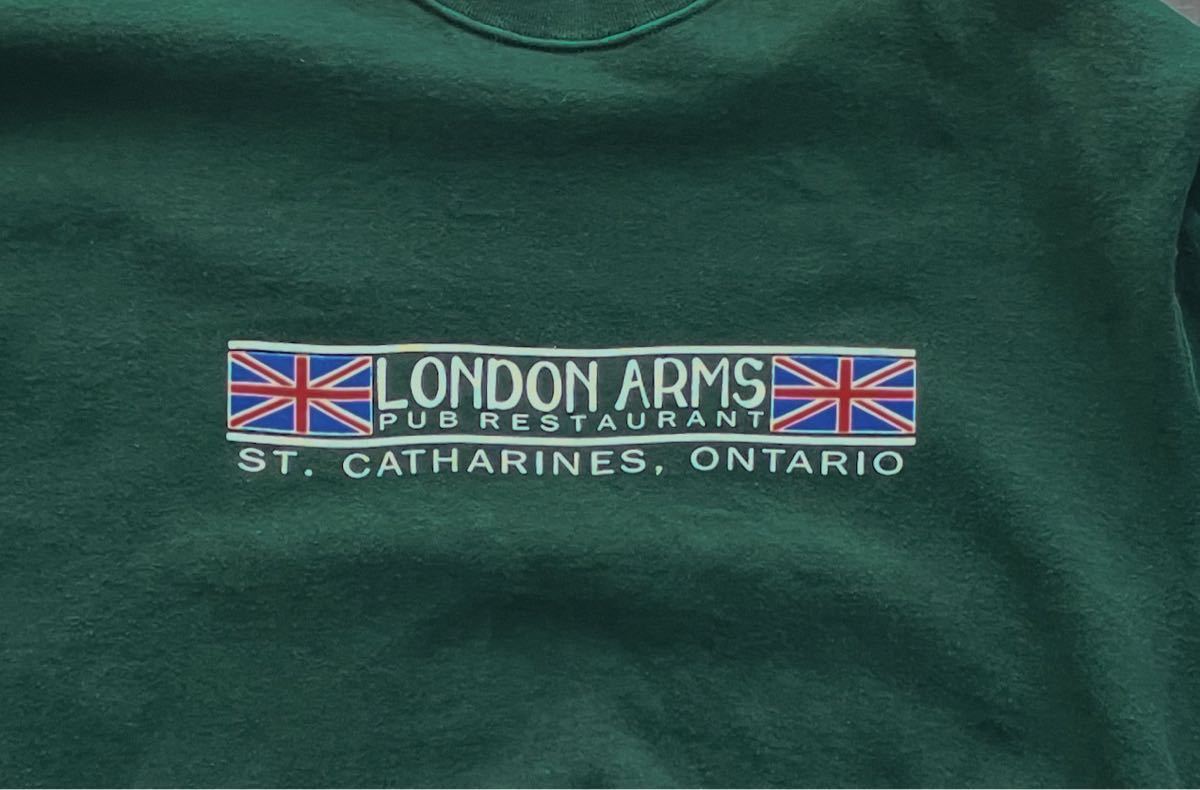 LONDON ARMS
PUB RESTAURANT
ST. CATHARINES, ONTARIO